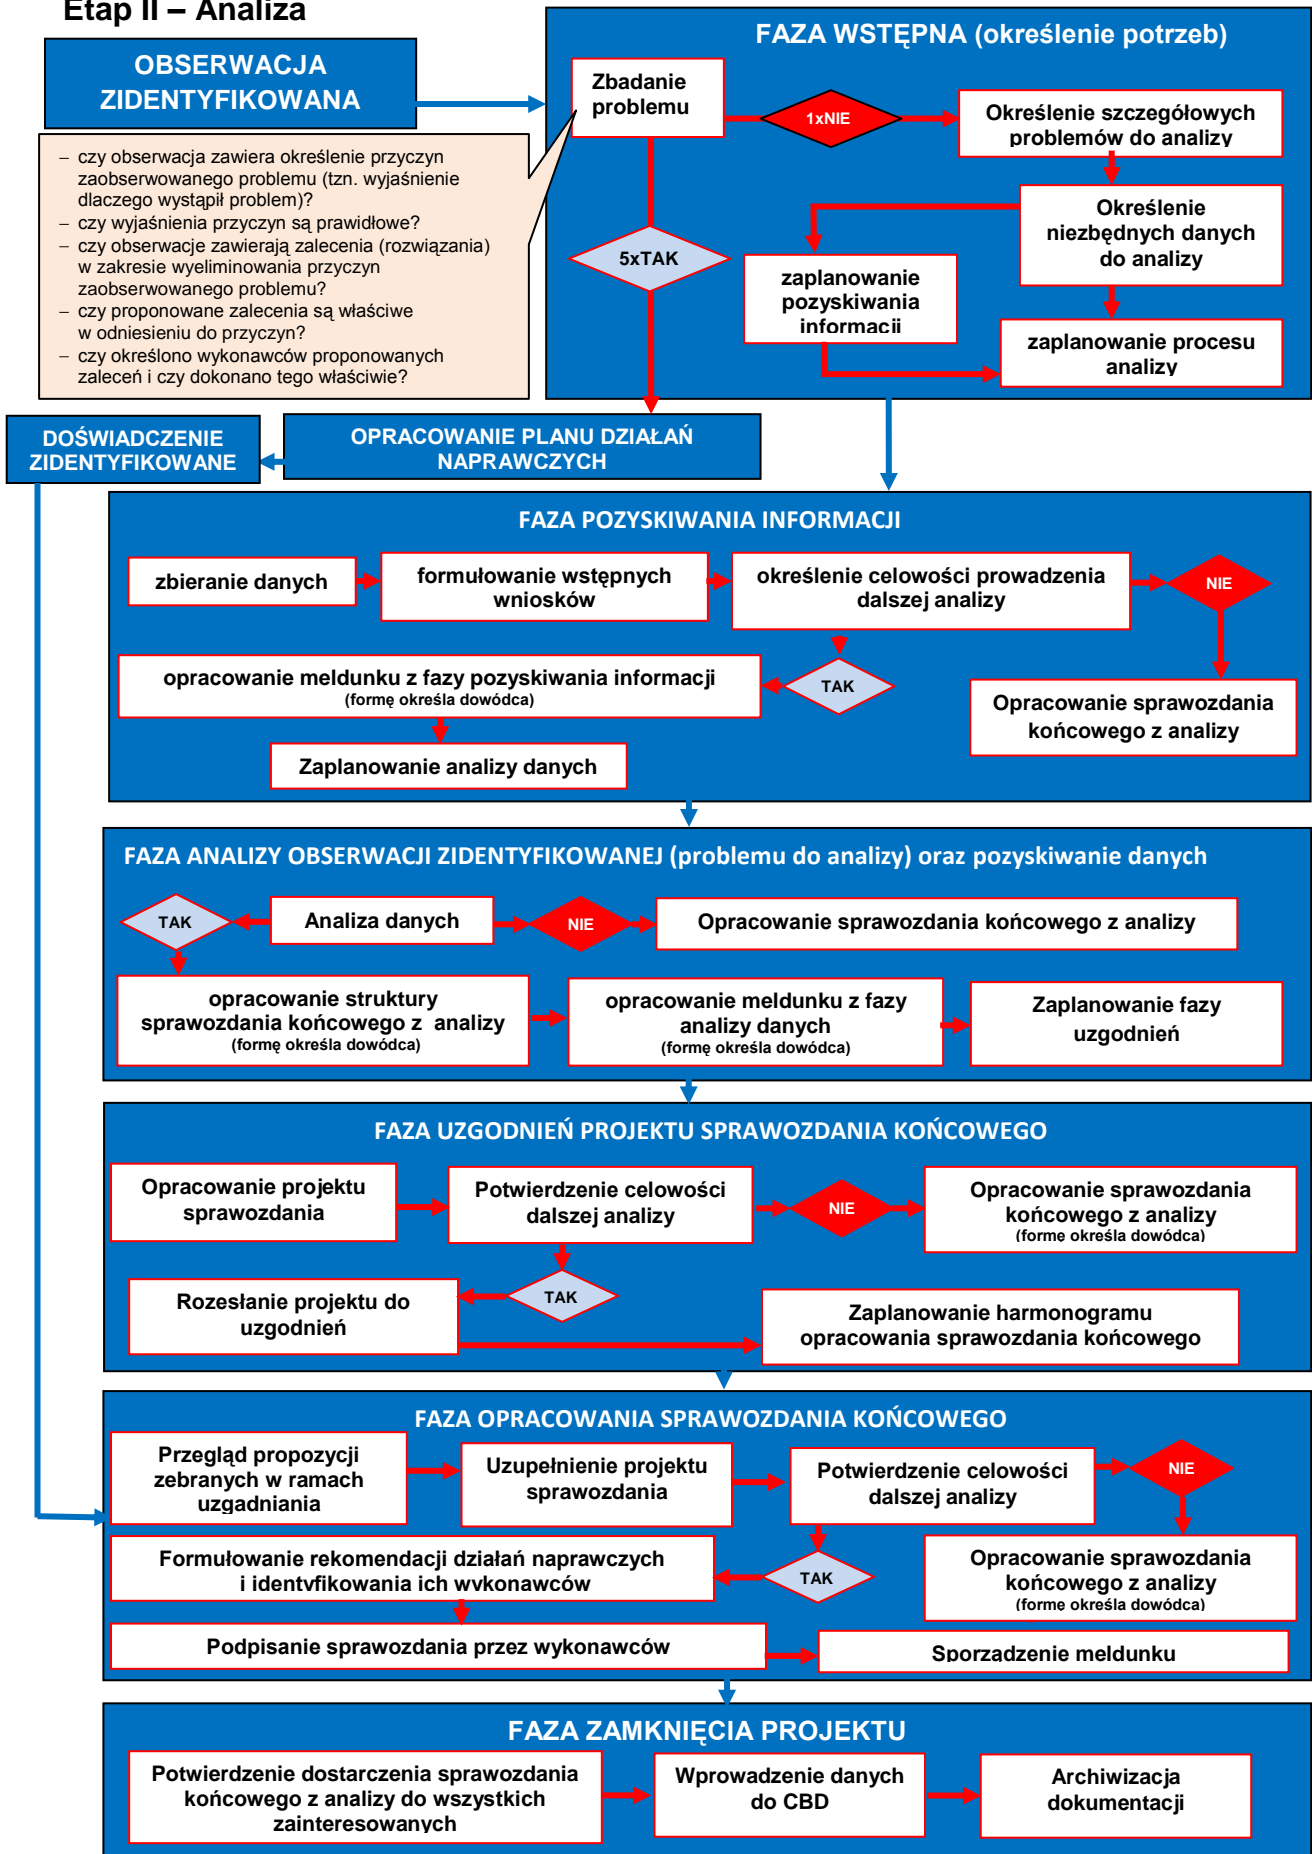 Etap II – Analiza
OBSERWACJA
ZIDENTYFIKOWANA
– czy obserwacja zawiera określenie przyczyn
zaobserwowanego problemu (tzn. wyjaśnienie
dlaczego wystąpił problem)?
– czy wyjaśnienia przyczyn są prawidłowe?
– czy obserwacje zawierają zalecenia (rozwiązania)
w zakresie wyeliminowania przyczyn
zaobserwowanego problemu?
– czy proponowane zalecenia są właściwe
w odniesieniu do przyczyn?
– czy określono wykonawców proponowanych
zaleceń i czy dokonano tego właściwie?
FAZA WSTĘPNA (określenie potrzeb)
Zbadanie
problemu
1xNIE
Określenie szczegółowych
problemów do analizy
5xTAK
Określenie
niezbędnych danych
do analizy
zaplanowanie
pozyskiwania
informacji
zaplanowanie procesu
analizy
DOŚWIADCZENIE
ZIDENTYFIKOWANE
OPRACOWANIE PLANU DZIAŁAŃ
NAPRAWCZYCH
FAZA POZYSKIWANIA INFORMACJI
zbieranie danych
formułowanie wstępnych
wniosków
określenie celowości prowadzenia
dalszej analizy
NIE
opracowanie meldunku z fazy pozyskiwania informacji
(formę określa dowódca)
TAK
Opracowanie sprawozdania
końcowego z analizy
Zaplanowanie analizy danych
FAZA ANALIZY OBSERWACJI ZIDENTYFIKOWANEJ (problemu do analizy) oraz pozyskiwanie danych
TAK
Analiza danych
NIE
Opracowanie sprawozdania końcowego z analizy
opracowanie struktury
sprawozdania końcowego z analizy
(formę określa dowódca)
opracowanie meldunku z fazy
analizy danych
(formę określa dowódca)
Zaplanowanie fazy
uzgodnień
FAZA UZGODNIEŃ PROJEKTU SPRAWOZDANIA KOŃCOWEGO
Opracowanie projektu
sprawozdania
Potwierdzenie celowości
dalszej analizy
NIE
Opracowanie sprawozdania
końcowego z analizy
(formę określa dowódca)
Rozesłanie projektu do
uzgodnień
TAK
Zaplanowanie harmonogramu
opracowania sprawozdania końcowego
FAZA OPRACOWANIA SPRAWOZDANIA KOŃCOWEGO
Przegląd propozycji
zebranych w ramach
uzgadniania
Uzupełnienie projektu
sprawozdania
Potwierdzenie celowości
dalszej analizy
NIE
Formułowanie rekomendacji działań naprawczych
i identyfikowania ich wykonawców
TAK
Opracowanie sprawozdania
końcowego z analizy
(formę określa dowódca)
Podpisanie sprawozdania przez wykonawców
Sporządzenie meldunku
FAZA ZAMKNIĘCIA PROJEKTU
Potwierdzenie dostarczenia sprawozdania
końcowego z analizy do wszystkich
zainteresowanych
Wprowadzenie danych
do CBD
Archiwizacja
dokumentacji